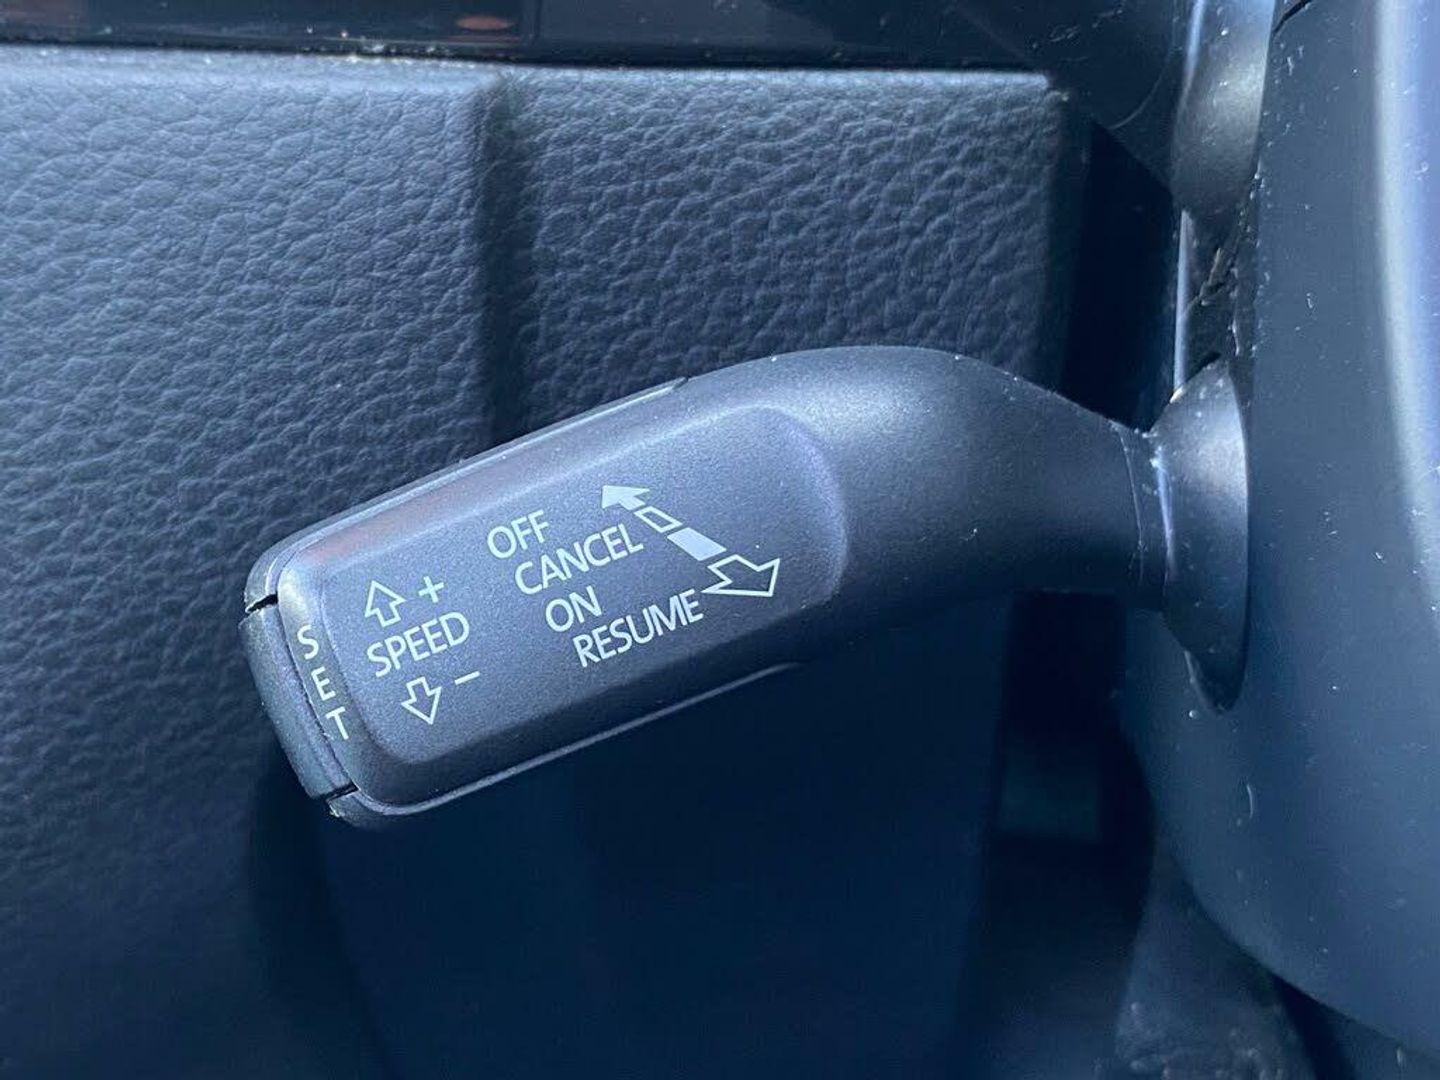 SET
+
SPEED
-
OFF
CANCEL
ON
RESUME